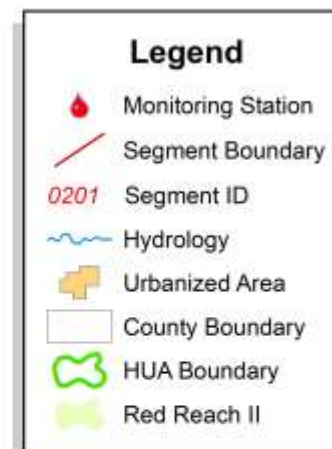 Legend
Monitoring Station
Segment Boundary
0201 Segment ID
Hydrology
Urbanized Area
County Boundary
HUA Boundary
Red Reach II